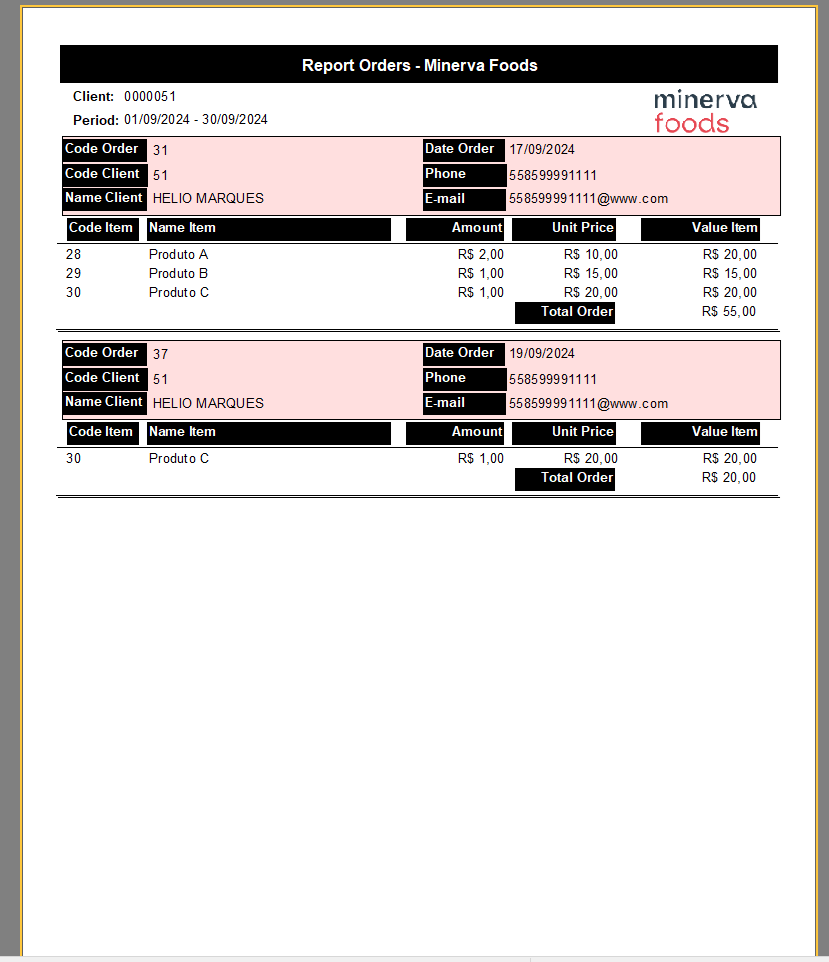 Report Orders - Minerva Foods
Client: 0000051
Period: 01/09/2024 - 30/09/2024
minerva
foods
Code Order 31 Date Order 17/09/2024
Code Client 51 Phone 558599991111
Name Client HELIO MARQUES E-mail 558599991111@www.com
Code Item Name Item Amount Unit Price Value Item
28 Produto A R$ 2,00 R$ 10,00 R$ 20,00
29 Produto B R$ 1,00 R$ 15,00 R$ 15,00
30 Produto C R$ 1,00 R$ 20,00 R$ 20,00
Total Order R$ 55,00
Code Order 37 Date Order 19/09/2024
Code Client 51 Phone 558599991111
Name Client HELIO MARQUES E-mail 558599991111@www.com
Code Item Name Item Amount Unit Price Value Item
30 Produto C R$ 1,00 R$ 20,00 R$ 20,00
Total Order R$ 20,00